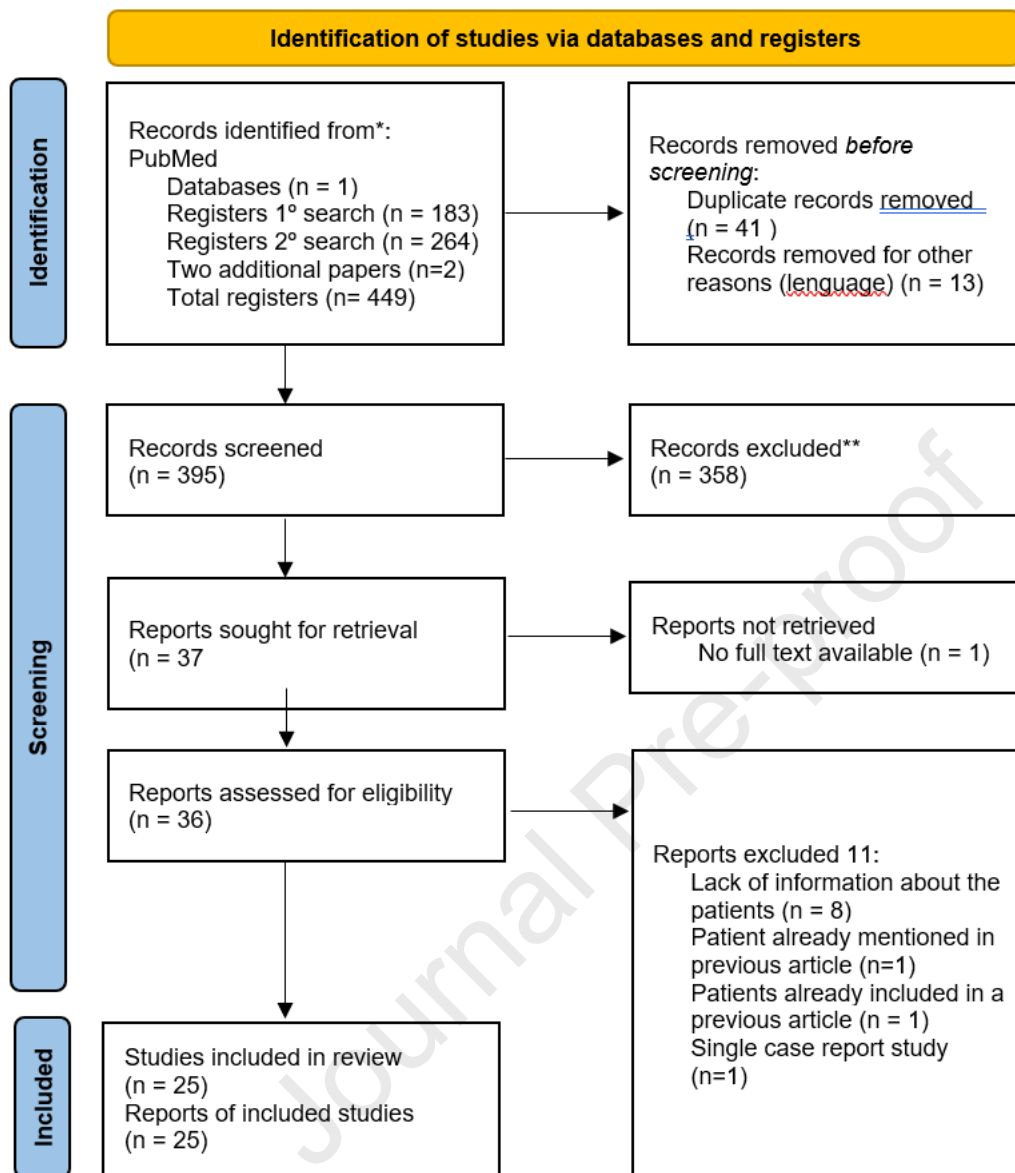 Identification of studies via databases and registers
Identification
Records identified from*:
PubMed
Databases (n = 1)
Registers 1º search (n = 183)
Registers 2º search (n = 264)
Two additional papers (n=2)
Total registers (n= 449)
Records removed before
screening:
Duplicate records removed
(n = 41 )
Records removed for other
reasons (lenguage) (n = 13)
Screening
Records screened
(n = 395)
Records excluded**
(n = 358)
Reports sought for retrieval
(n = 37
Reports not retrieved
No full text available (n = 1)
Reports assessed for eligibility
(n = 36)
Reports excluded 11:
Lack of information about the
patients (n = 8)
Patient already mentioned in
previous article (n=1)
Patients already included in a
previous article (n = 1)
Single case report study
(n=1)
Included
Studies included in review
(n = 25)
Reports of included studies
(n = 25)
Journal Pre-proof